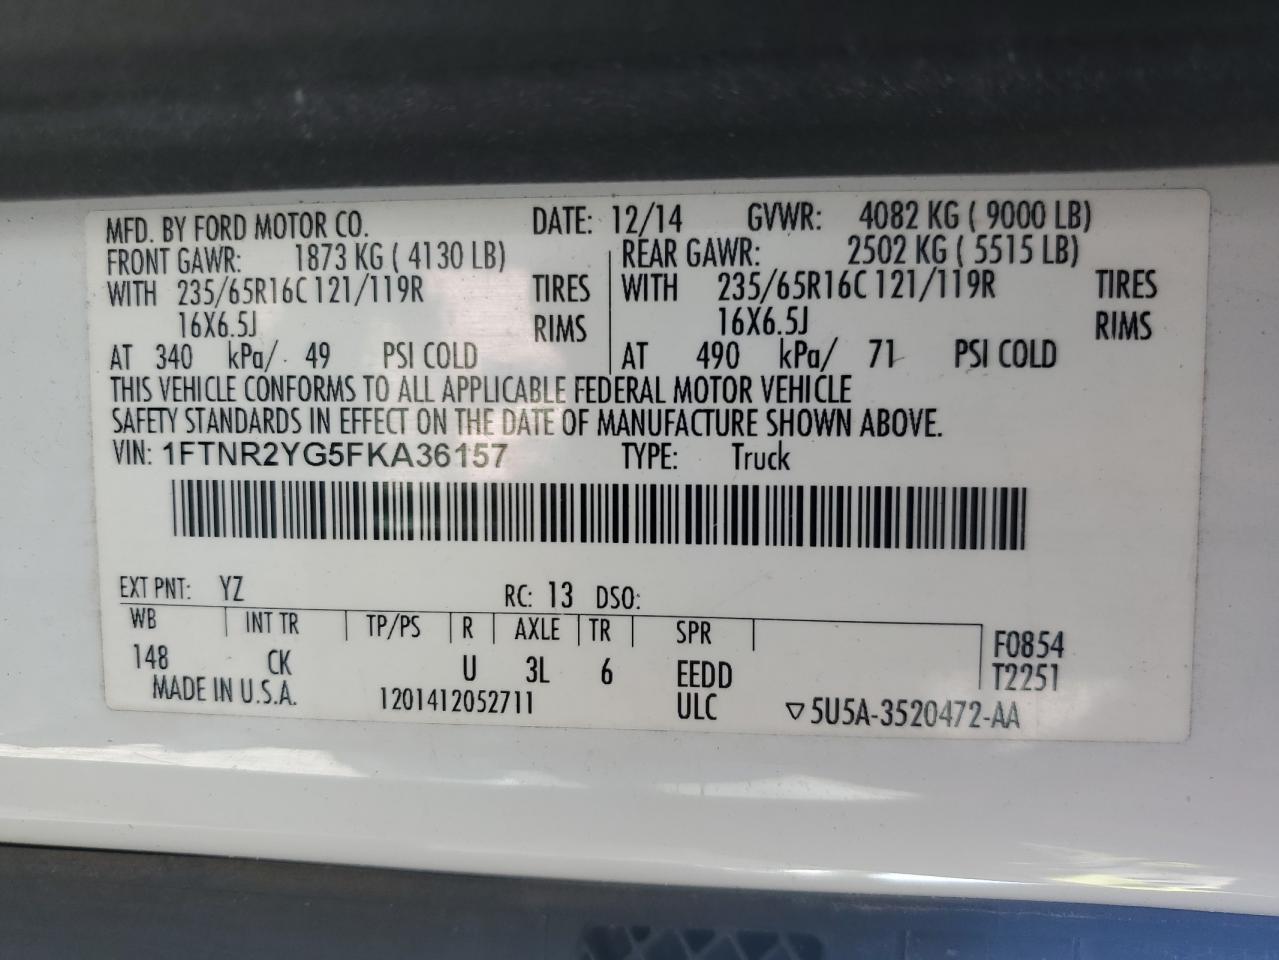 MFD. BY FORD MOTOR CO. DATE: 12/14 GVWR: 4082 KG ( 9000 LB)
FRONT GAWR: 1873 KG ( 4130 LB) REAR GAWR: 2502 KG ( 5515 LB)
WITH 235/65R16C 121/119R TIRES WITH 235/65R16C 121/119R TIRES
16X6.5J RIMS 16X6.5J RIMS
AT 340 kPa/ 49 PSI COLD AT 490 kPa/ 71 PSI COLD
THIS VEHICLE CONFORMS TO ALL APPLICABLE FEDERAL MOTOR VEHICLE
SAFETY STANDARDS IN EFFECT ON THE DATE OF MANUFACTURE SHOWN ABOVE.
VIN: 1FTNR2YG5FKA36157 TYPE: Truck
EXT PNT: YZ RC: 13 DSO:
WB INT TR TP/PS R AXLE TR SPR F0854
148 CK U 3L 6 EEDD T2251
MADE IN U.S.A. 1201412052711 ULC ▽5U5A-3520472-AA